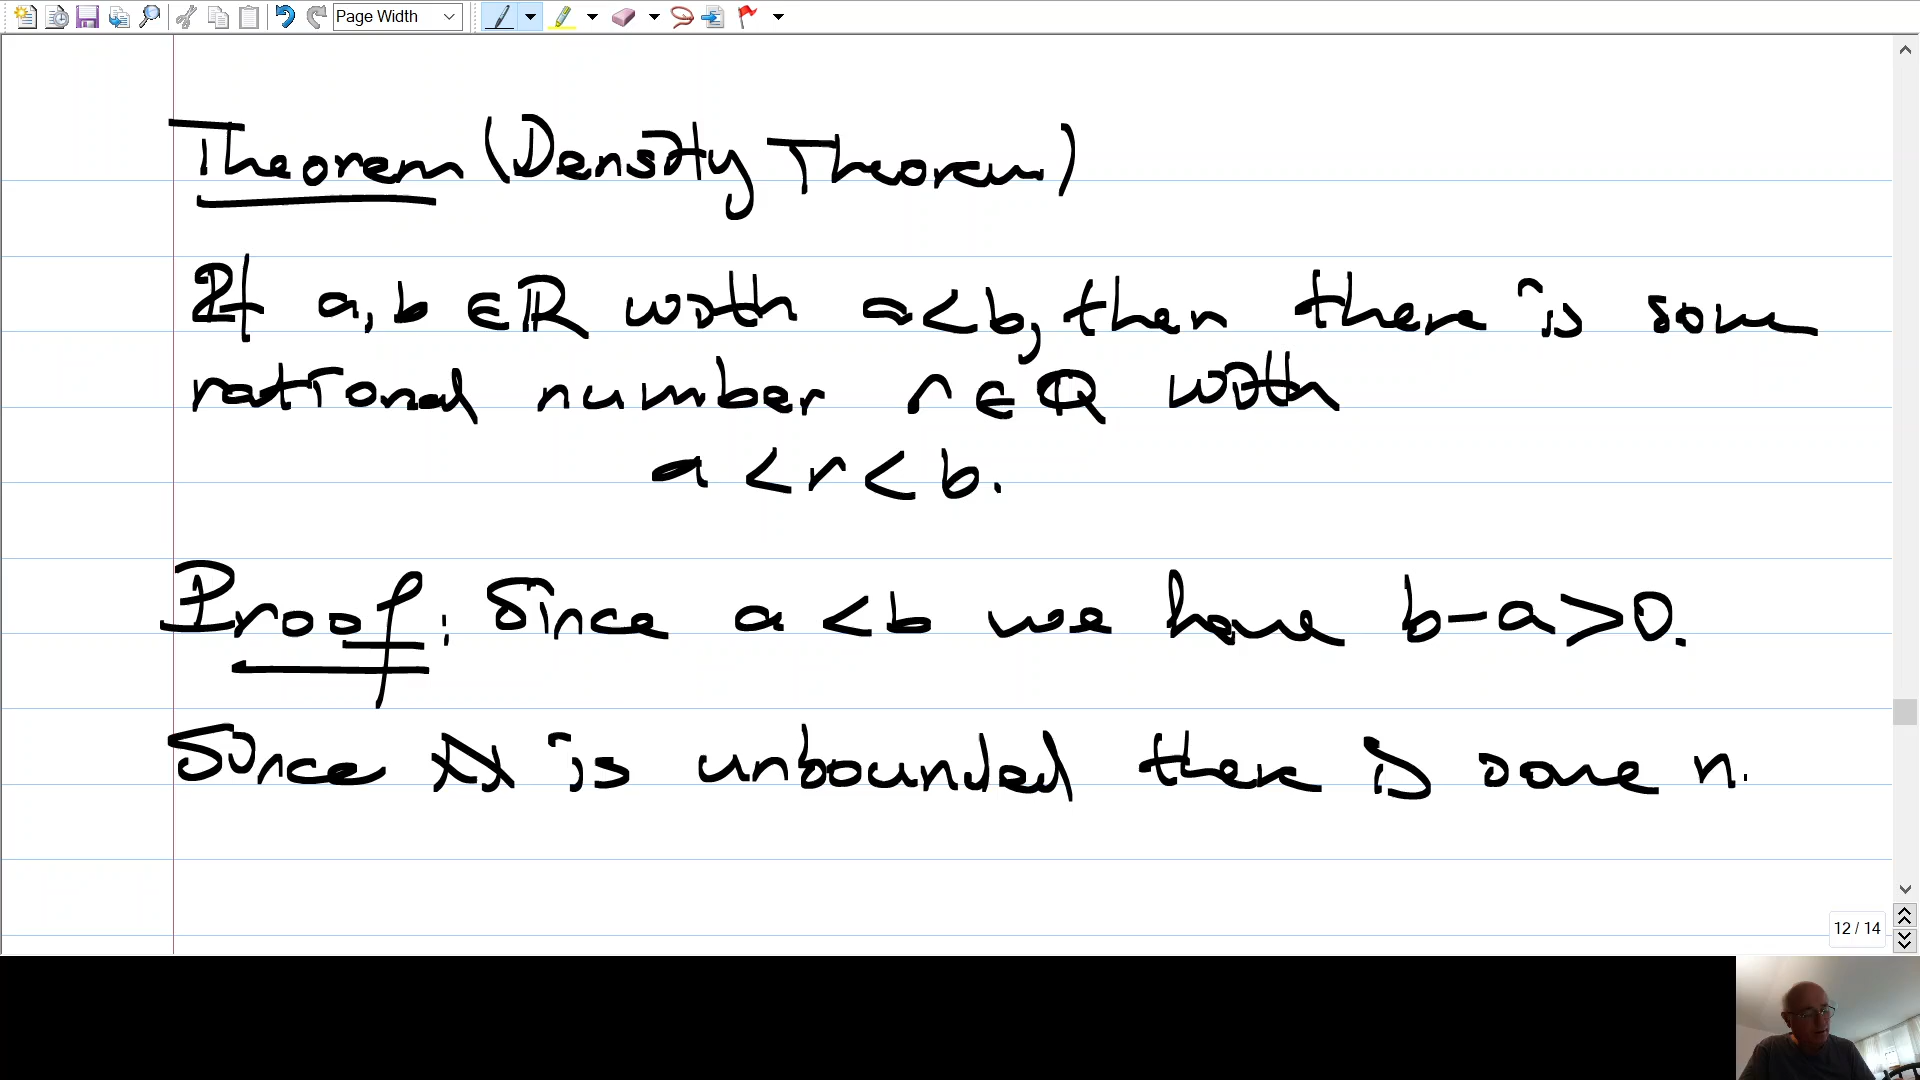 Page Width
Theorem (Density Theorem)
If a, b ∈ ℝ with a < b, then there is some
rational number r ∈ ℚ with
a < r < b.
Proof: Since a < b we have b - a > 0.
Since ℕ is unbounded there is some n.
12 / 14